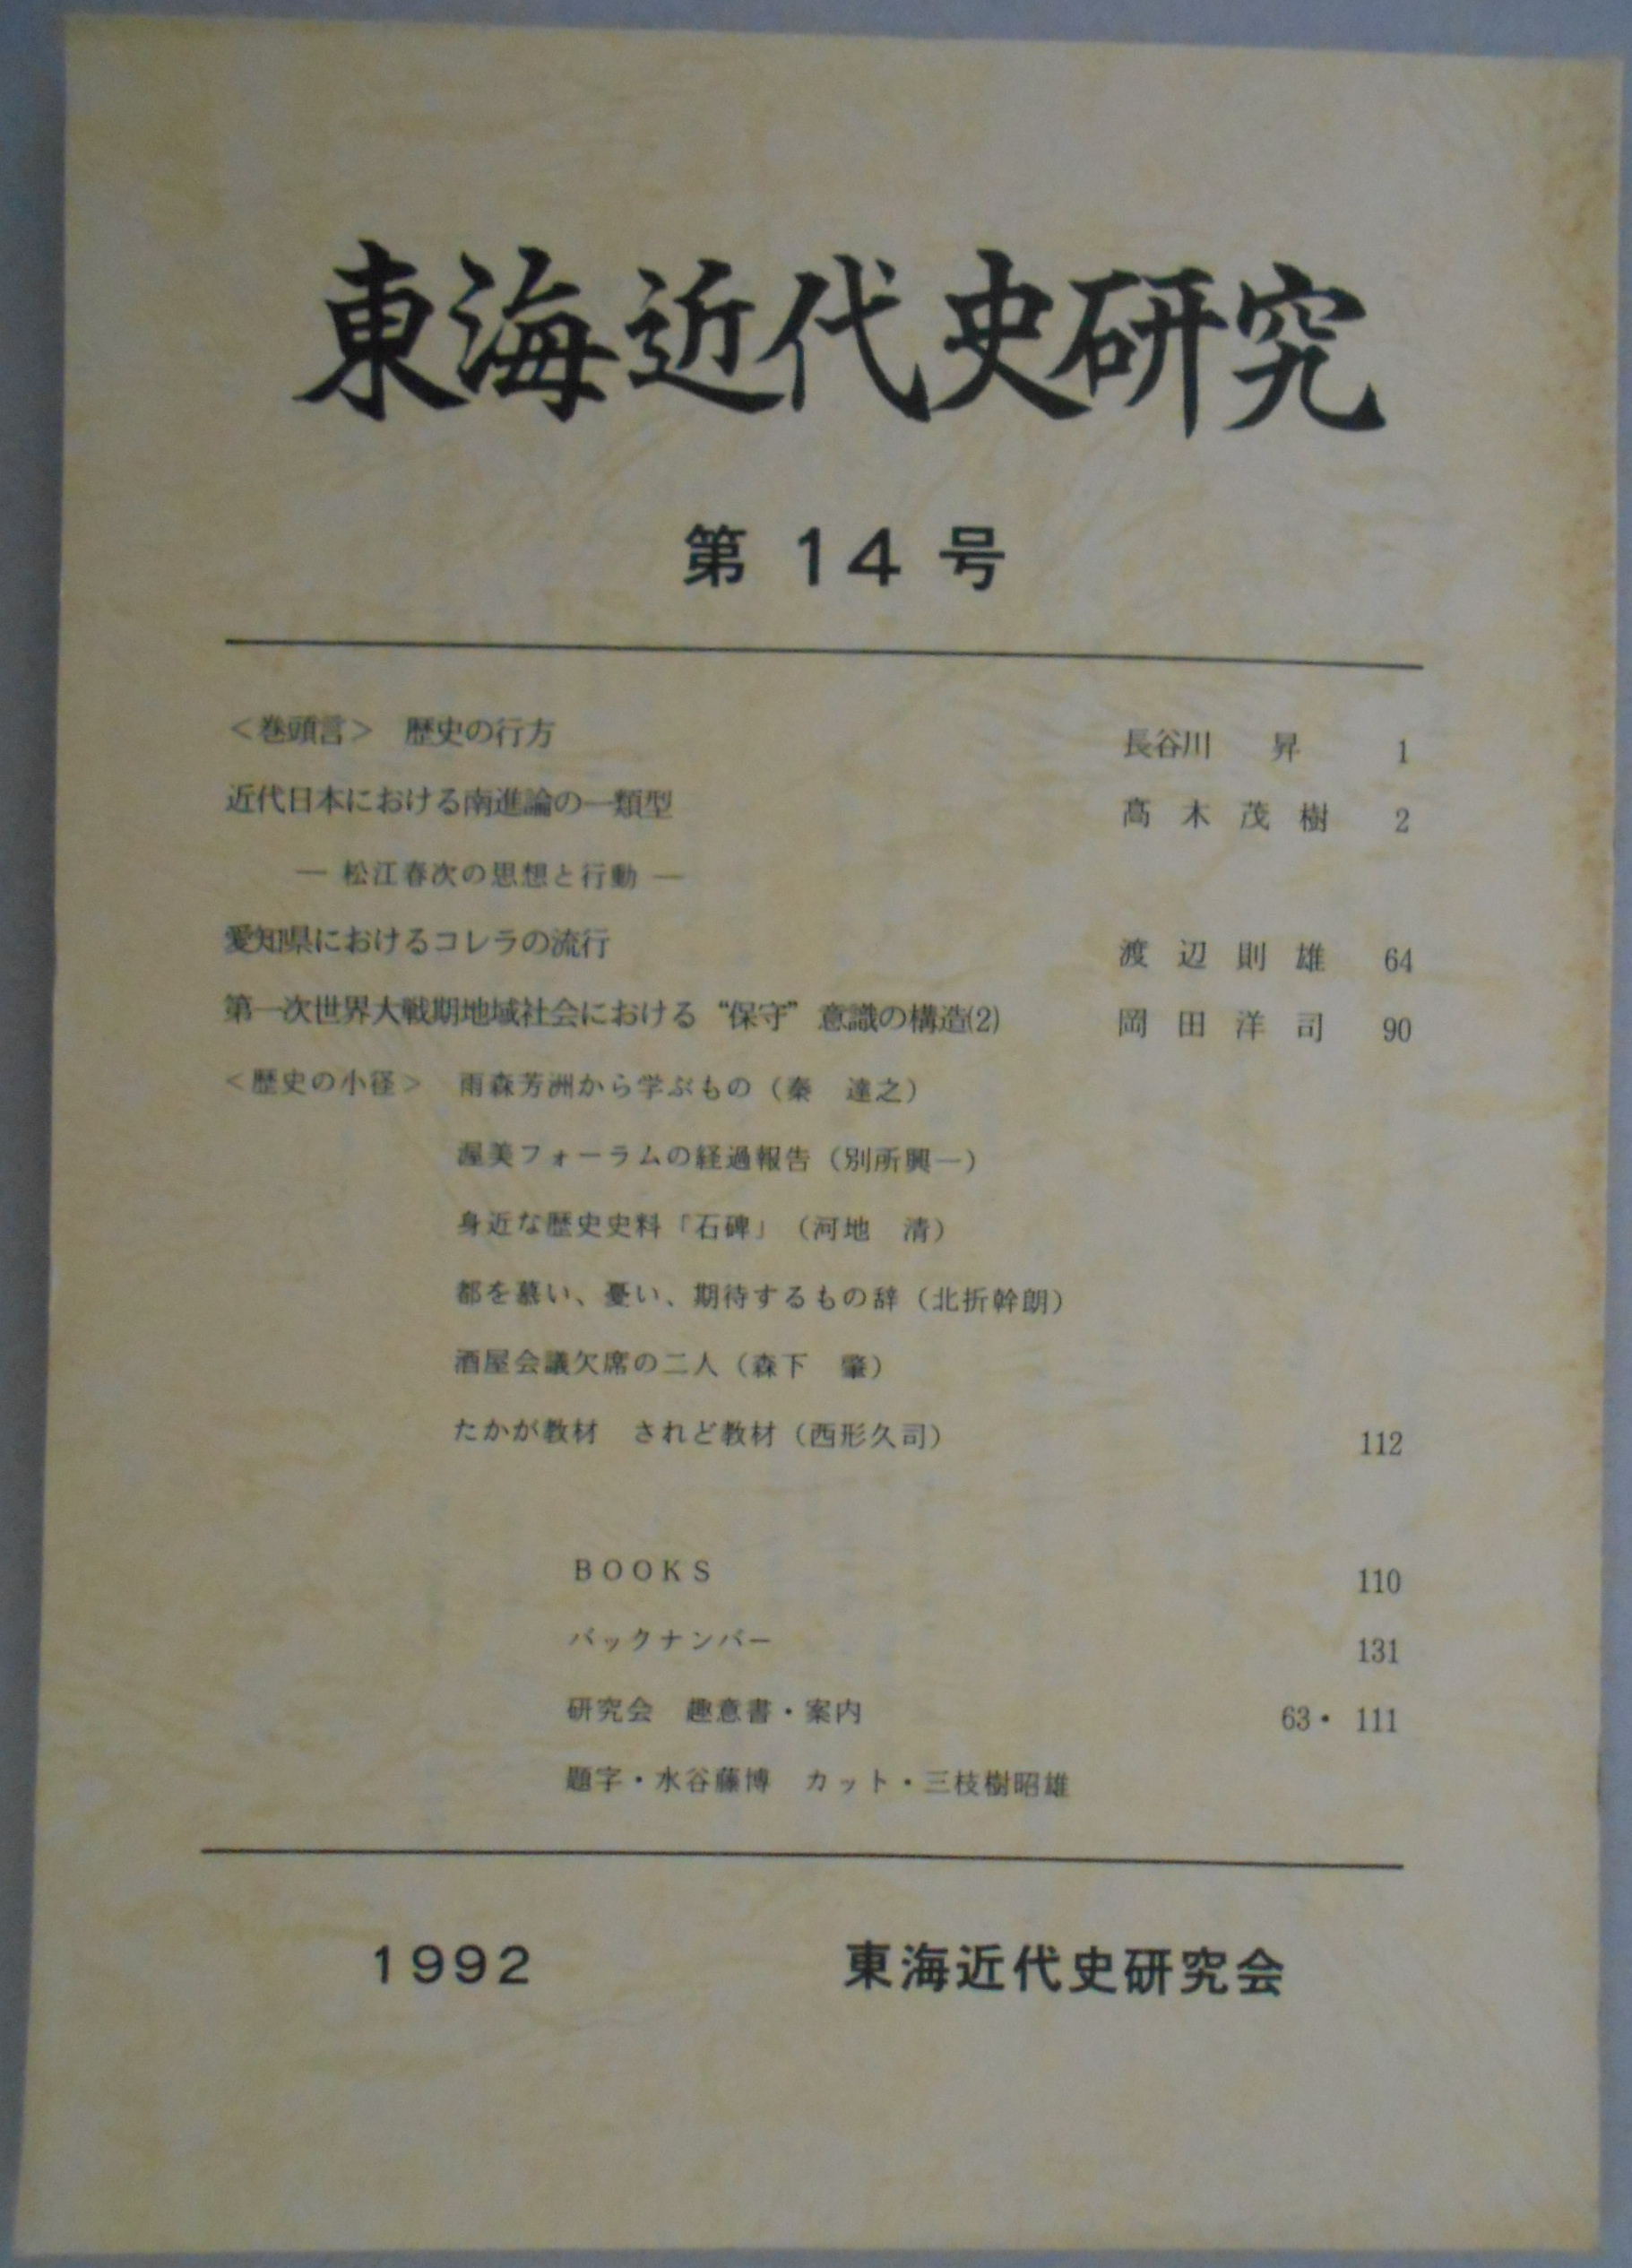 東海近代史研究
第 14 号
＜巻頭言＞　歴史の行方　長谷川　昇　1
近代日本における南進論の一類型　髙木茂樹　2
― 松江春次の思想と行動 ―
愛知県におけるコレラの流行　渡辺則雄　64
第一次世界大戦期地域社会における“保守”意識の構造(2)　岡田洋司　90
＜歴史の小径＞　雨森芳洲から学ぶもの（秦　達之）
渥美フォーラムの経過報告（別所興一）
身近な歴史史料「石碑」（河地　清）
都を慕い、憂い、期待するもの辞（北折幹朗）
酒屋会議欠席の二人（森下　肇）
たかが教材　されど教材（西形久司）　112
BOOKS　110
バックナンバー　131
研究会　趣意書・案内　63・111
題字・水谷藤博　カット・三枝樹昭雄
1992　東海近代史研究会